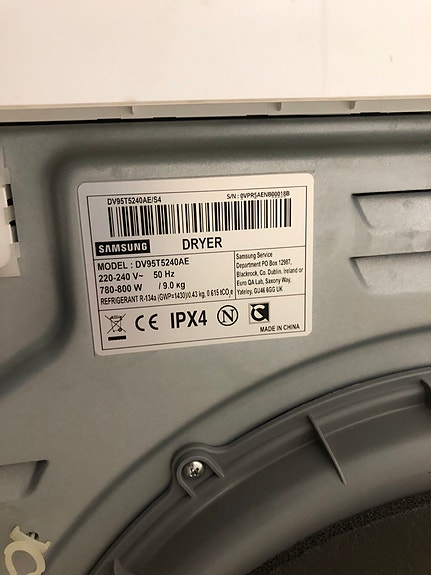 DV95T5240AE/S4 S/N : 0VPR5AENB00018B
SAMSUNG DRYER
MODEL : DV95T5240AE
220-240 V~ 50 Hz
780-800 W / 9.0 kg
REFRIGERANT R-134a (GWP=1430)0.43 kg, 0.615 tCO₂e
Samsung Service
Department PO Box 12987,
Blackrock, Co. Dublin. Ireland or
Euro QA Lab, Saxony Way,
Yateley, GU46 6GG UK
CE IPX4 N C
MADE IN CHINA